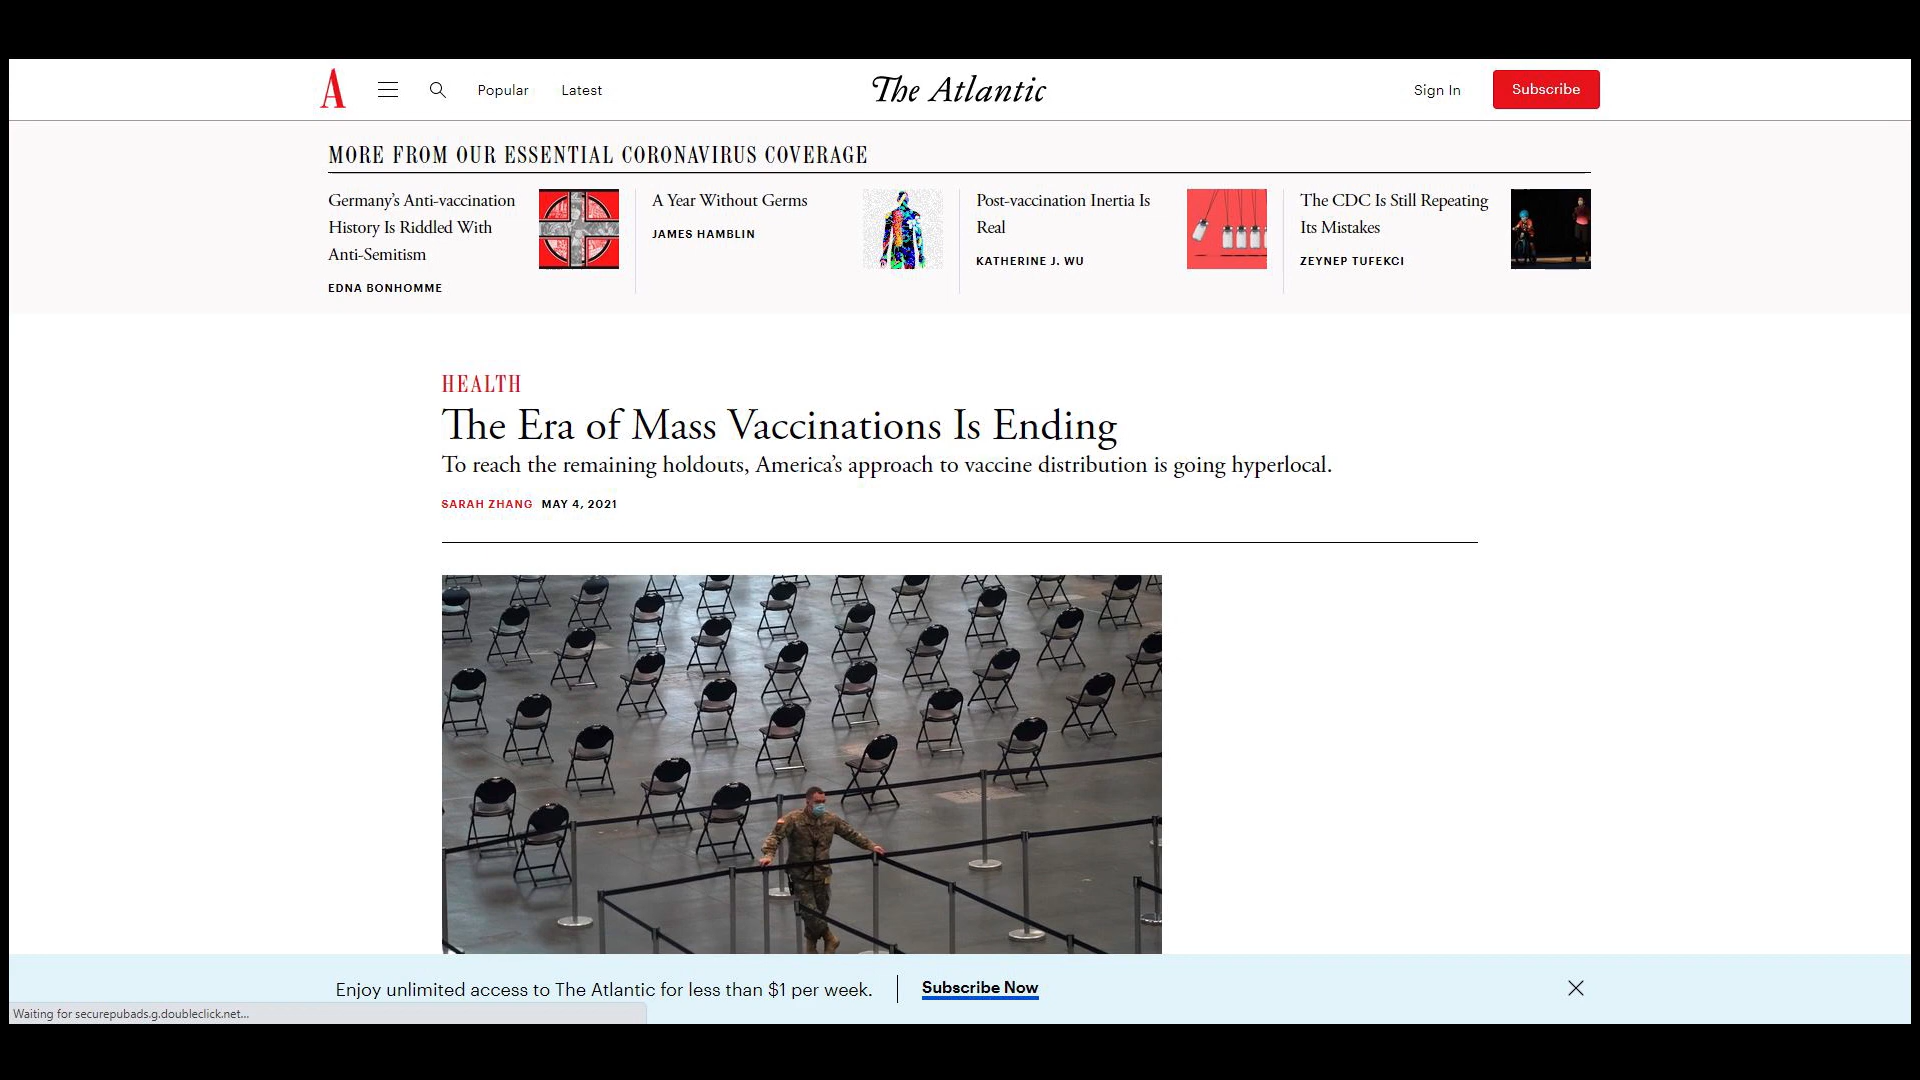 A
Popular
Latest
The Atlantic
Sign In
Subscribe
MORE FROM OUR ESSENTIAL CORONAVIRUS COVERAGE
Germany's Anti-vaccination
History Is Riddled With
Anti-Semitism
EDNA BONHOMME
A Year Without Germs
JAMES HAMBLIN
Post-vaccination Inertia Is
Real
KATHERINE J. WU
The CDC Is Still Repeating
Its Mistakes
ZEYNEP TUFEKCI
HEALTH
The Era of Mass Vaccinations Is Ending
To reach the remaining holdouts, America's approach to vaccine distribution is going hyperlocal.
SARAH ZHANG MAY 4, 2021
Enjoy unlimited access to The Atlantic for less than $1 per week.
Subscribe Now
Waiting for securepubads.g.doubleclick.net...